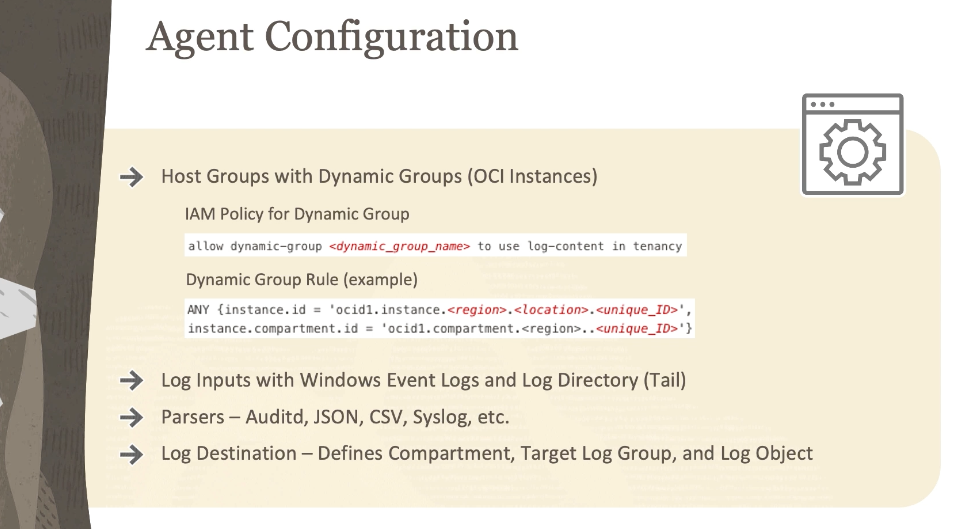 Agent Configuration
Host Groups with Dynamic Groups (OCI Instances)
IAM Policy for Dynamic Group
allow dynamic-group <dynamic_group_name> to use log-content in tenancy
Dynamic Group Rule (example)
ANY {instance.id = 'ocid1.instance.<region>.<location>.<unique_ID>',
instance.compartment.id = 'ocid1.compartment.<region>..<unique_ID>'}
Log Inputs with Windows Event Logs and Log Directory (Tail)
Parsers – Auditd, JSON, CSV, Syslog, etc.
Log Destination – Defines Compartment, Target Log Group, and Log Object